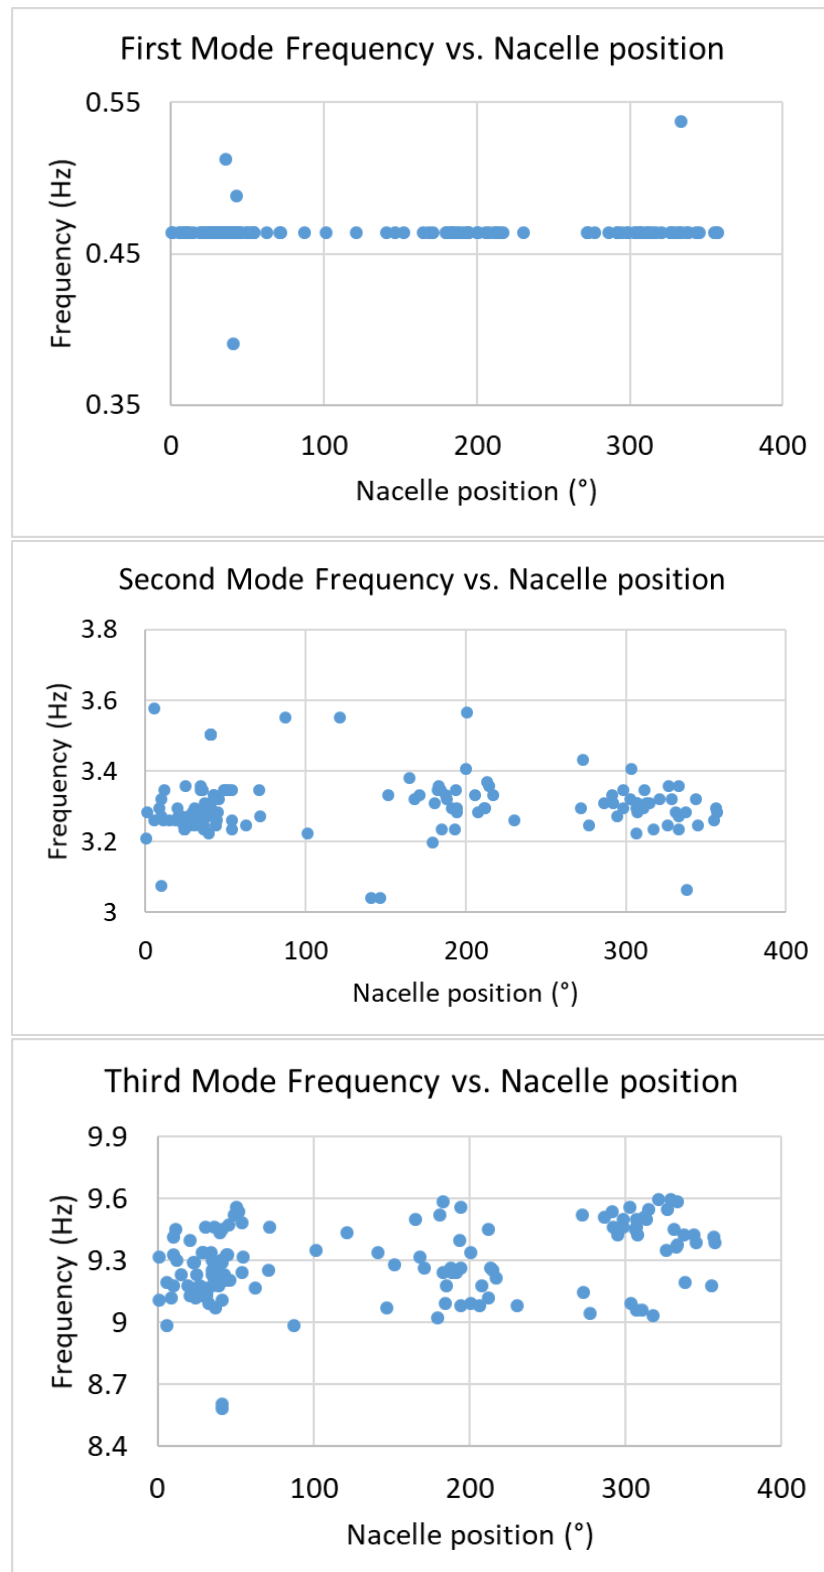 First Mode Frequency vs. Nacelle position
0.55
0.45
0.35
Frequency (Hz)
0 100 200 300 400
Nacelle position (°)
Second Mode Frequency vs. Nacelle position
3.8
3.6
3.4
3.2
3
Frequency (Hz)
0 100 200 300 400
Nacelle position (°)
Third Mode Frequency vs. Nacelle position
9.9
9.6
9.3
9
8.7
8.4
Frequency (Hz)
0 100 200 300 400
Nacelle position (°)